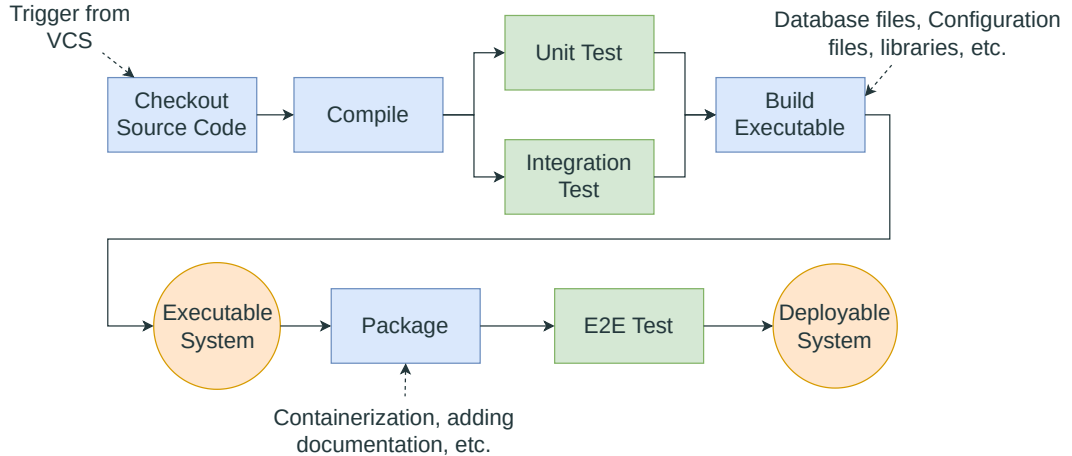 Trigger from
VCS
Database files, Configuration
files, libraries, etc.
Checkout
Source Code
Compile
Unit Test
Integration
Test
Build
Executable
Executable
System
Package
E2E Test
Deployable
System
Containerization, adding
documentation, etc.